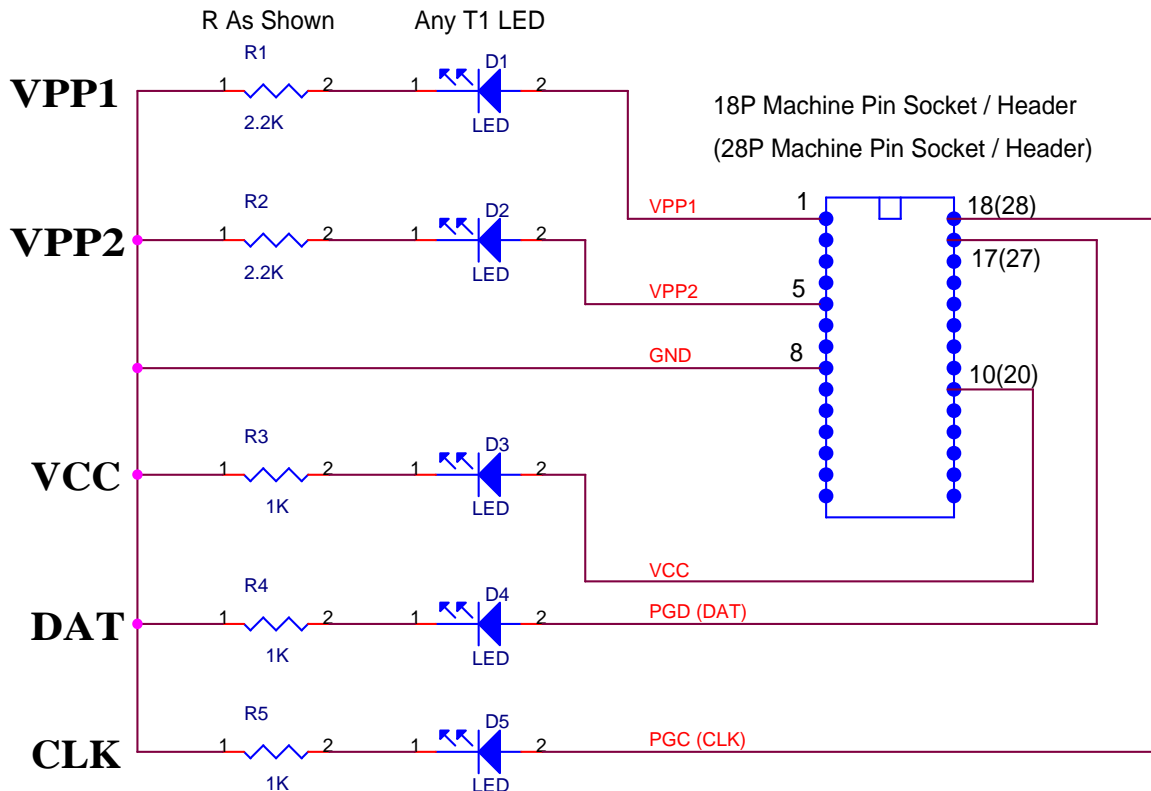 R As Shown Any T1 LED
R1 D1
VPP1 1 2 1 2
2.2K LED
18P Machine Pin Socket / Header
(28P Machine Pin Socket / Header)
R2 D2
VPP2 1 2 1 2
2.2K LED
VPP1 1 18(28)
17(27)
VPP2 5
GND 8
10(20)
R3 D3
VCC 1 2 1 2
1K LED
VCC
R4 D4
DAT 1 2 1 2 PGD (DAT)
1K LED
R5 D5
CLK 1 2 1 2 PGC (CLK)
1K LED